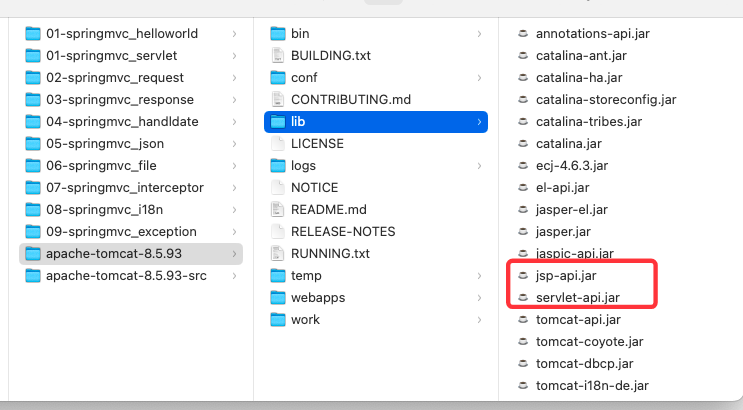 01-springmvc_helloworld
01-springmvc_servlet
02-springmvc_request
03-springmvc_response
04-springmvc_handldate
05-springmvc_json
06-springmvc_file
07-springmvc_interceptor
08-springmvc_i18n
09-springmvc_exception
apache-tomcat-8.5.93
apache-tomcat-8.5.93-src
bin
BUILDING.txt
conf
CONTRIBUTING.md
lib
LICENSE
logs
NOTICE
README.md
RELEASE-NOTES
RUNNING.txt
temp
webapps
work
annotations-api.jar
catalina-ant.jar
catalina-ha.jar
catalina-storeconfig.jar
catalina-tribes.jar
catalina.jar
ecj-4.6.3.jar
el-api.jar
jasper-el.jar
jasper.jar
jaspic-api.jar
jsp-api.jar
servlet-api.jar
tomcat-api.jar
tomcat-coyote.jar
tomcat-dbcp.jar
tomcat-i18n-de.jar